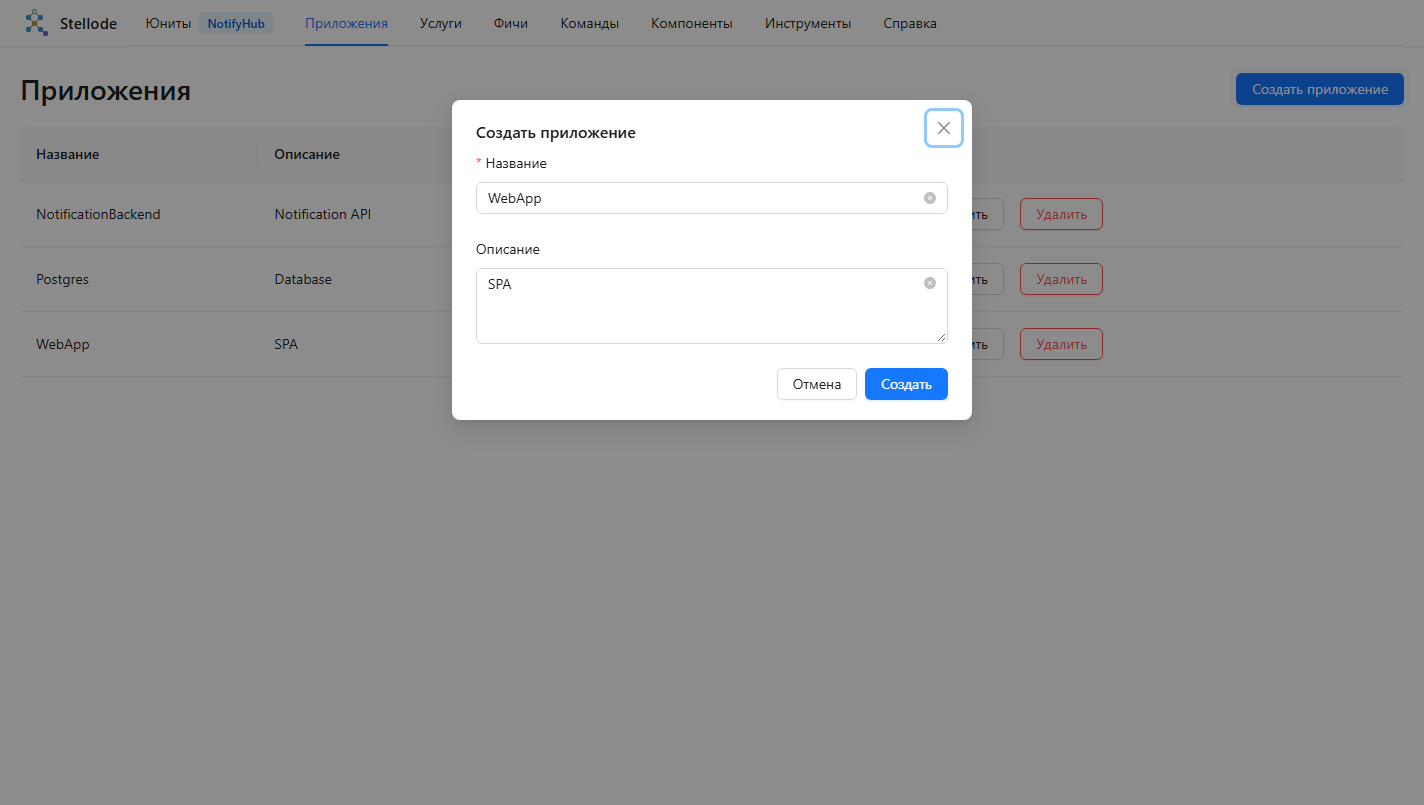 Stellode Юниты NotifyHub Приложения Услуги Фичи Команды Компоненты Инструменты Справка
Приложения Создать приложение
Создать приложение
Название Описание
* Название
WebApp
NotificationBackend Notification API Удалить
Описание
Postgres Database SPA Удалить
WebApp SPA Удалить
Отмена Создать